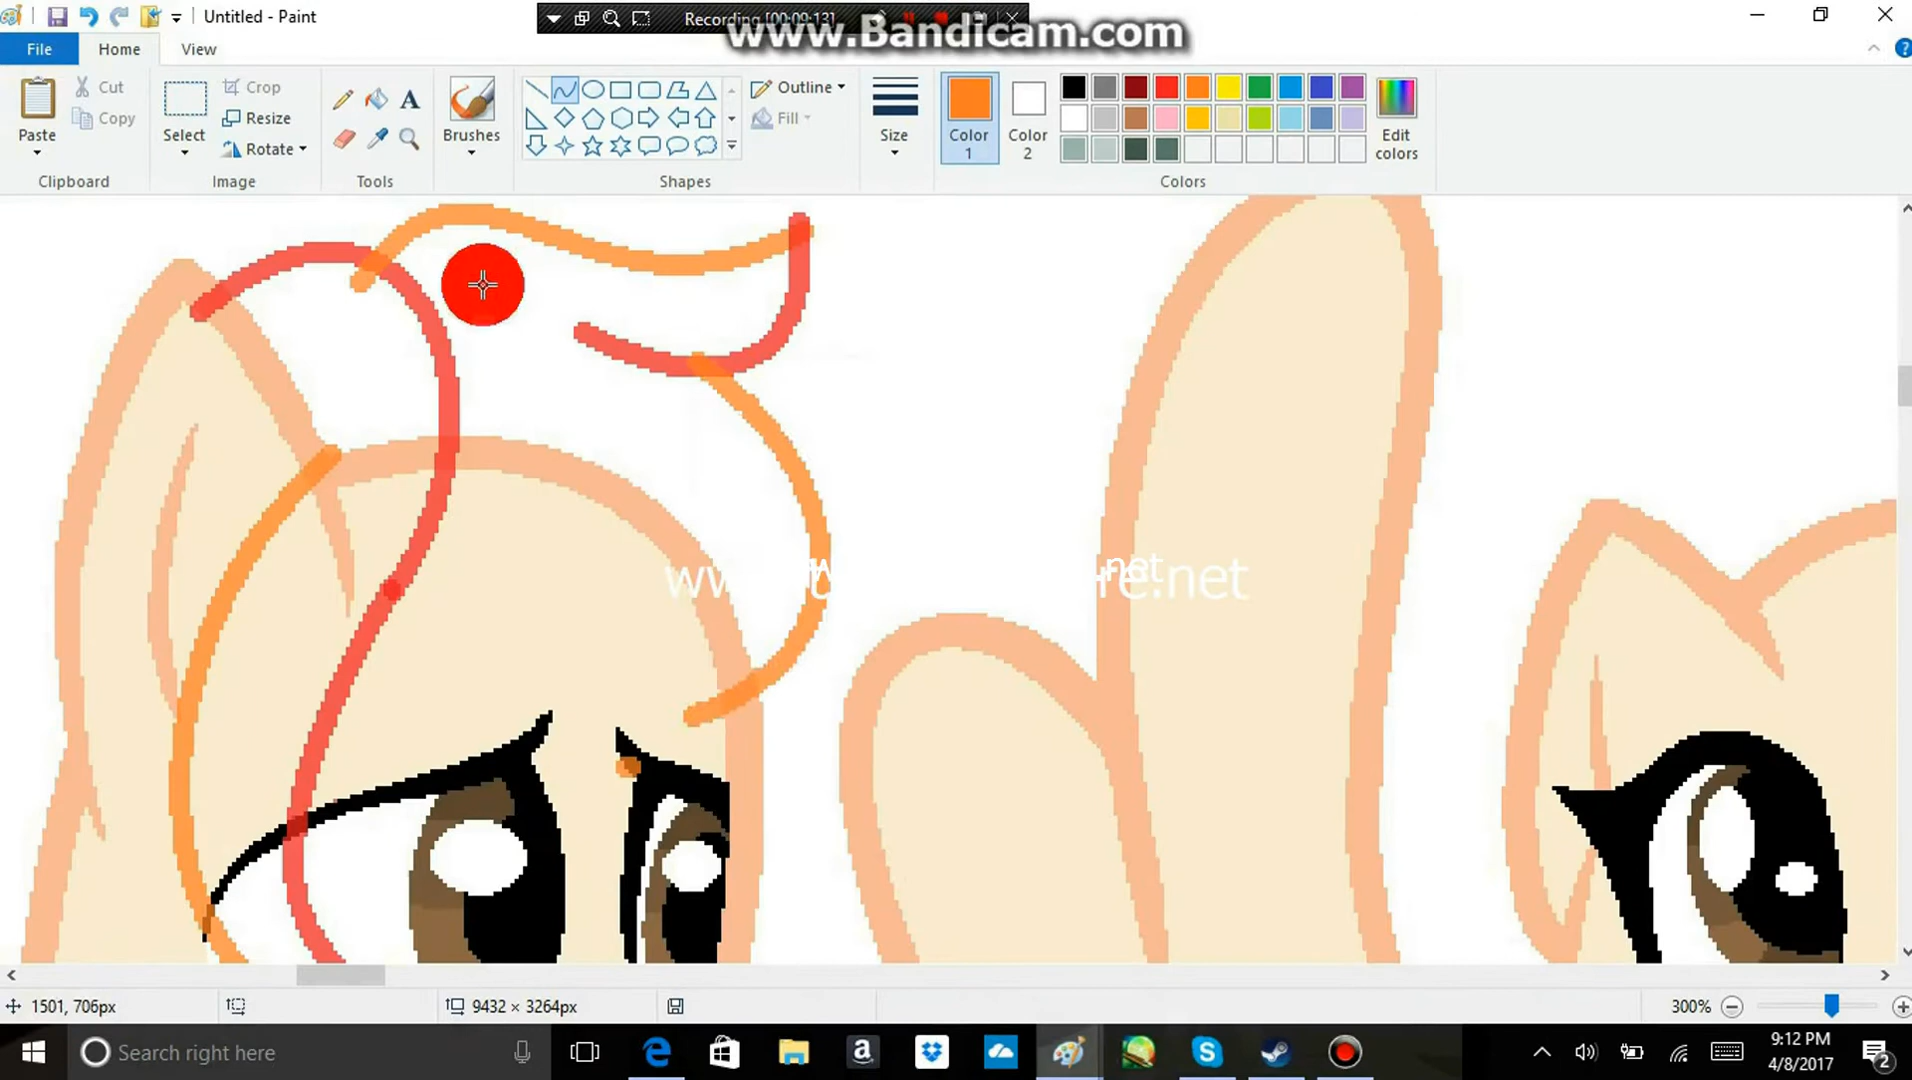 Untitled - Paint
Recording [00:09:13]
www.Bandicam.com
File
Home
View
Paste
Cut
Copy
Clipboard
Select
Crop
Resize
Rotate
Image
Tools
Brushes
Outline
Fill
Shapes
Size
Color 1
Color 2
Edit colors
Colors
1501, 706px
9432 × 3264px
300%
Search right here
9:12 PM
4/8/2017
2